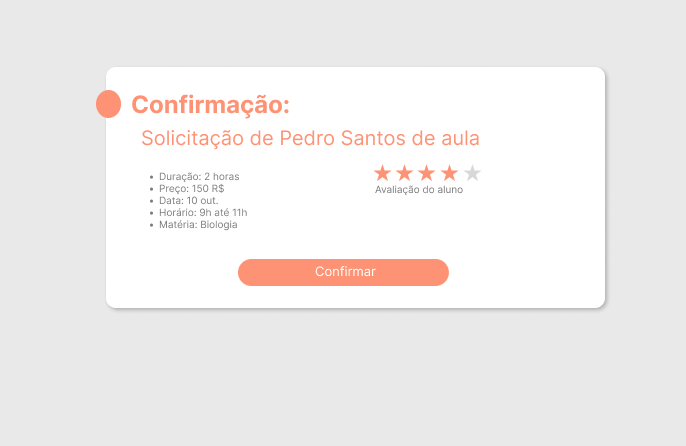 Confirmação:
Solicitação de Pedro Santos de aula
• Duração: 2 horas
• Preço: 150 R$
• Data: 10 out.
• Horário: 9h até 11h
• Matéria: Biologia
Avaliação do aluno
Confirmar